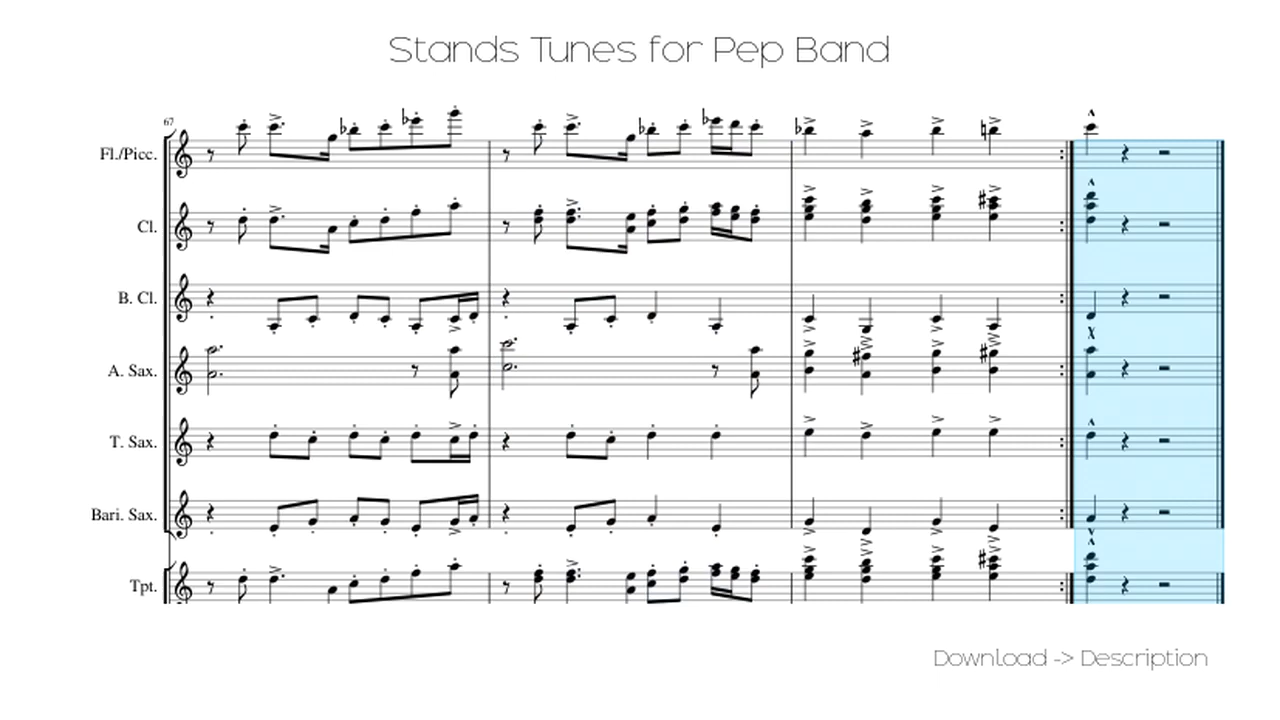 Stands Tunes for Pep Band
67
Fl./Picc.
Cl.
B. Cl.
A. Sax.
T. Sax.
Bari. Sax.
Tpt.
Download -> Description